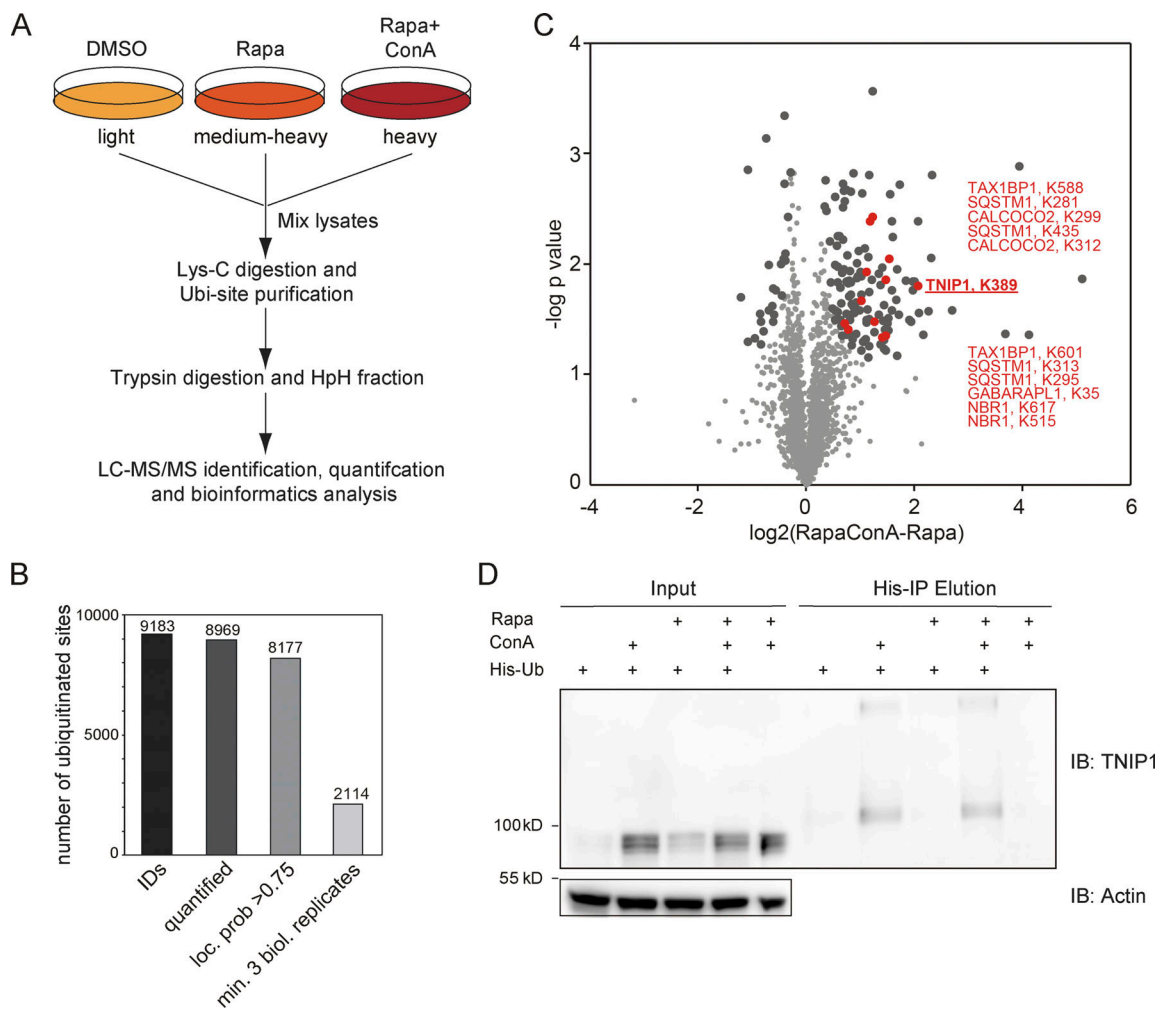 A
DMSO
Rapa
Rapa+
ConA
light
medium-heavy
heavy
Mix lysates
Lys-C digestion and
Ubi-site purification
Trypsin digestion and HpH fraction
LC-MS/MS identification, quantifcation
and bioinformatics analysis
B
number of ubiquitinated sites
10000
5000
0
9183
8969
8177
2114
IDs
quantified
loc. prob >0.75
min. 3 biol. replicates
C
-log p value
4
3
2
1
0
-4
-2
0
2
4
6
log2(RapaConA-Rapa)
TAX1BP1, K588
SQSTM1, K281
CALCOCO2, K299
SQSTM1, K435
CALCOCO2, K312
TNIP1, K389
TAX1BP1, K601
SQSTM1, K313
SQSTM1, K295
GABARAPL1, K35
NBR1, K617
NBR1, K515
D
Input
His-IP Elution
Rapa + + + + + +
ConA + + + + + +
His-Ub + + + + + + + +
100 kD
55 kD
IB: TNIP1
IB: Actin